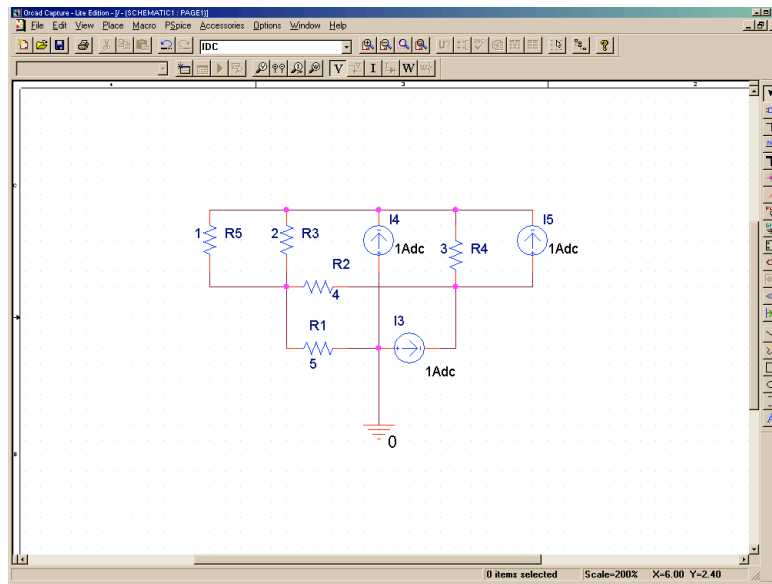 Orcad Capture - Lite Edition - [/ - (SCHEMATIC1 : PAGE1)]
File Edit View Place Macro PSpice Accessories Options Window Help
IDC
V I W
4 3 2
C
I4 I5
1 R5 2 R3 1Adc 3 R4 1Adc
R2
4
R1 I3
5 1Adc
0
B
0 items selected Scale=200% X=6.00 Y=2.40